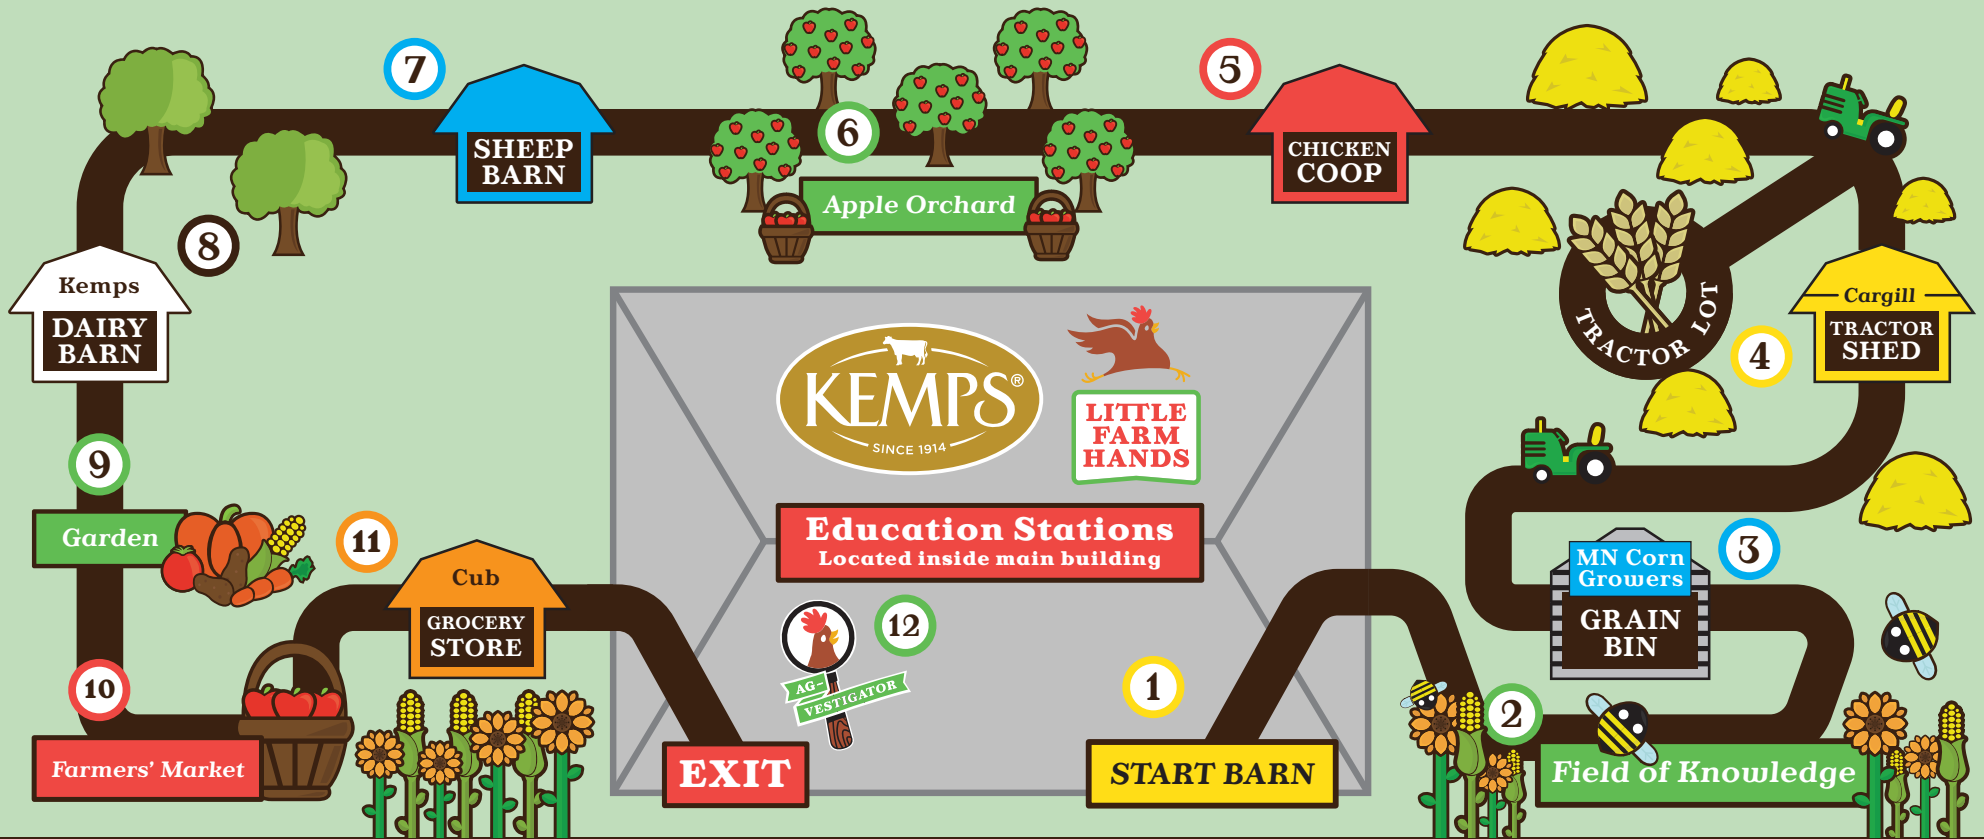 7
SHEEP
BARN
6
Apple Orchard
5
CHICKEN
COOP
8
Kemps
DAIRY
BARN
TRACTOR LOT
4
Cargill
TRACTOR
SHED
KEMPS®
SINCE 1914
LITTLE
FARM
HANDS
9
Garden
11
Cub
GROCERY
STORE
Education Stations
Located inside main building
3
MN Corn
Growers
GRAIN
BIN
12
AG-
VESTIGATOR
10
Farmers' Market
EXIT
1
START BARN
2
Field of Knowledge